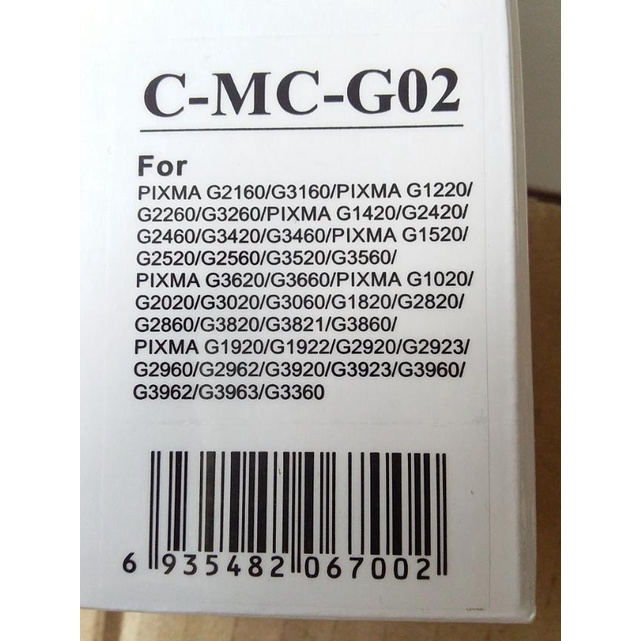 C-MC-G02
For
PIXMA G2160/G3160/PIXMA G1220/
G2260/G3260/PIXMA G1420/G2420/
G2460/G3420/G3460/PIXMA G1520/
G2520/G2560/G3520/G3560/
PIXMA G3620/G3660/PIXMA G1020/
G2020/G3020/G3060/G1820/G2820/
G2860/G3820/G3821/G3860/
PIXMA G1920/G1922/G2920/G2923/
G2960/G2962/G3920/G3923/G3960/
G3962/G3963/G3360
6 935482 067002